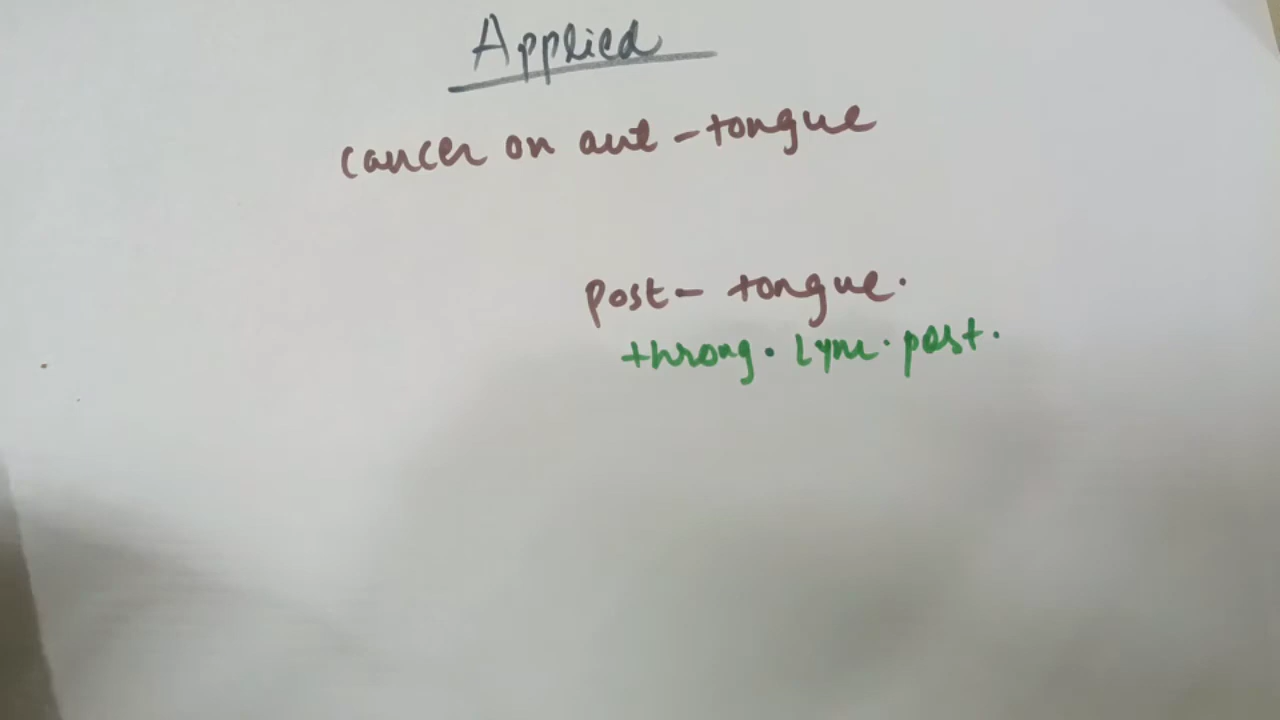 Applied
cancer on ant - tongue
post - tongue.
throng. lym. post.